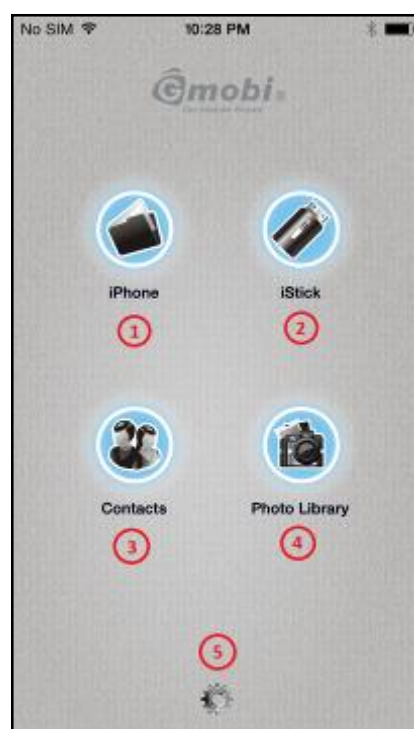 No SIM 10:28 PM
Gmobi
iPhone iStick
1 2
Contacts Photo Library
3 4
5